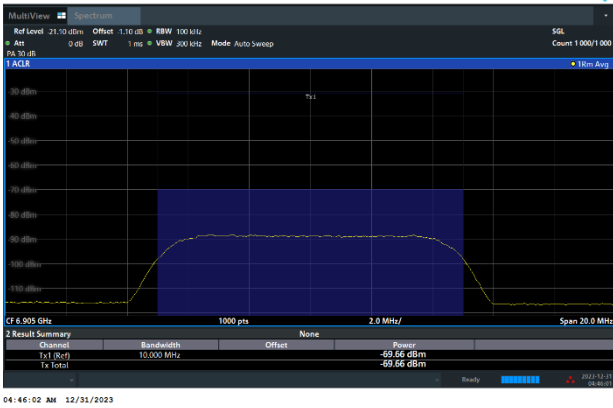 MultiView Spectrum
Ref Level -21.10 dBm Offset -1.10 dB RBW 100 kHz SGL
Att 0 dB SWT 1 ms VBW 300 kHz Mode Auto Sweep Count 1000/1000
PA 30 dB
1 ACLR 1Rm Avg
-30 dBm
Tx1
-40 dBm
-50 dBm
-60 dBm
-70 dBm
-80 dBm
-90 dBm
-100 dBm
-110 dBm
CF 6.905 GHz 1000 pts 2.0 MHz/ Span 20.0 MHz
2 Result Summary None
Channel Bandwidth Offset Power
Tx1 (Ref) 10.000 MHz -69.66 dBm
Tx Total -69.66 dBm
Ready 2023-12-31
04:46:01
04:46:02 AM 12/31/2023